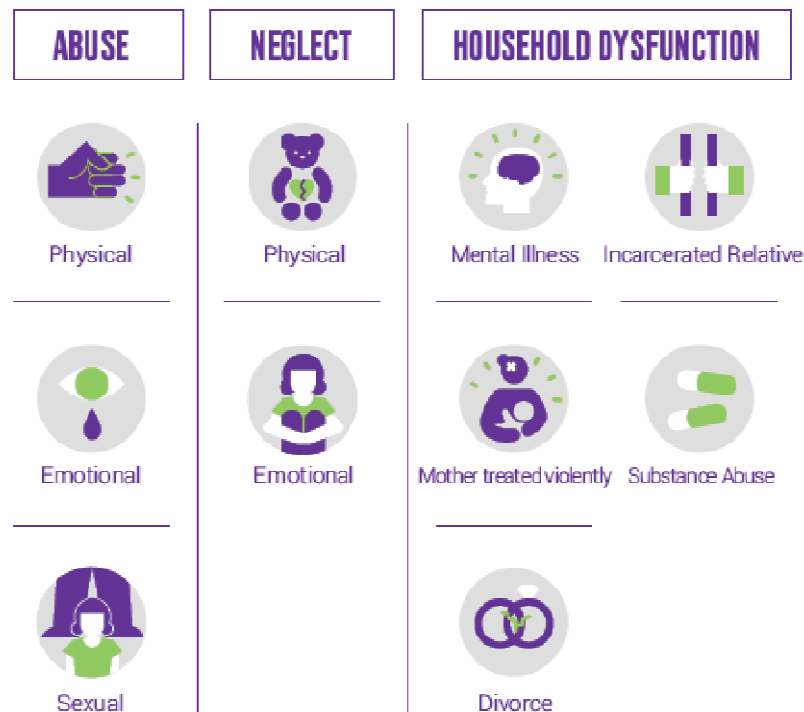 ABUSE
NEGLECT
HOUSEHOLD DYSFUNCTION
Physical
Physical
Mental Illness
Incarcerated Relative
Emotional
Emotional
Mother treated violently
Substance Abuse
Sexual
Divorce